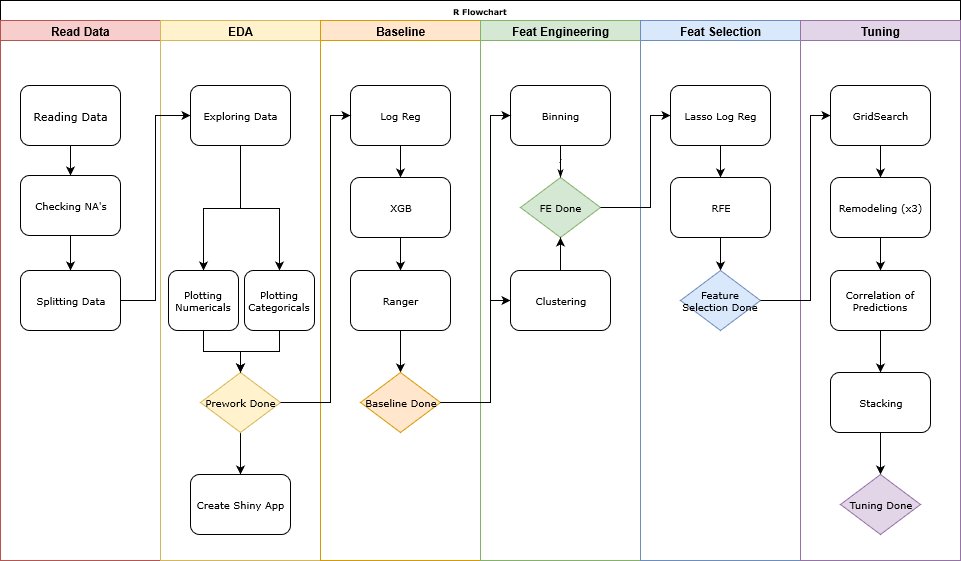 R Flowchart
Read Data
EDA
Baseline
Feat Engineering
Feat Selection
Tuning
Reading Data
Checking NA's
Splitting Data
Exploring Data
Plotting
Numericals
Plotting
Categoricals
Prework Done
Create Shiny App
Log Reg
XGB
Ranger
Baseline Done
Binning
FE Done
Clustering
Lasso Log Reg
RFE
Feature
Selection Done
GridSearch
Remodeling (x3)
Correlation of
Predictions
Stacking
Tuning Done